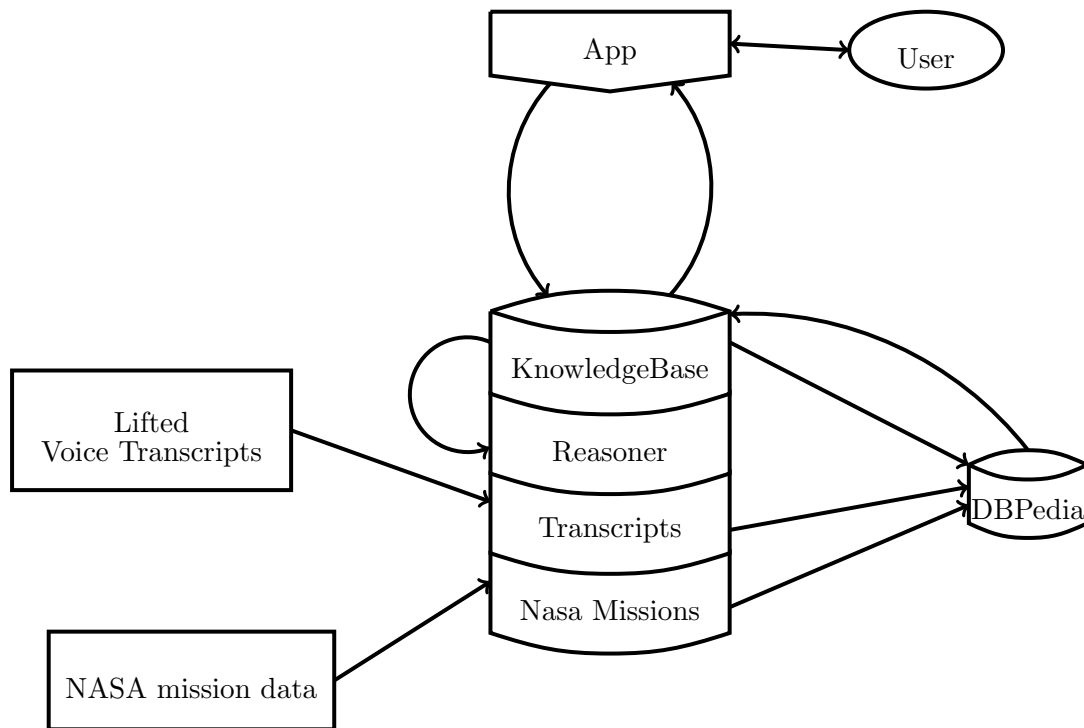 App
User
KnowledgeBase
Lifted
Voice Transcripts
Reasoner
Transcripts
DBPedia
Nasa Missions
NASA mission data